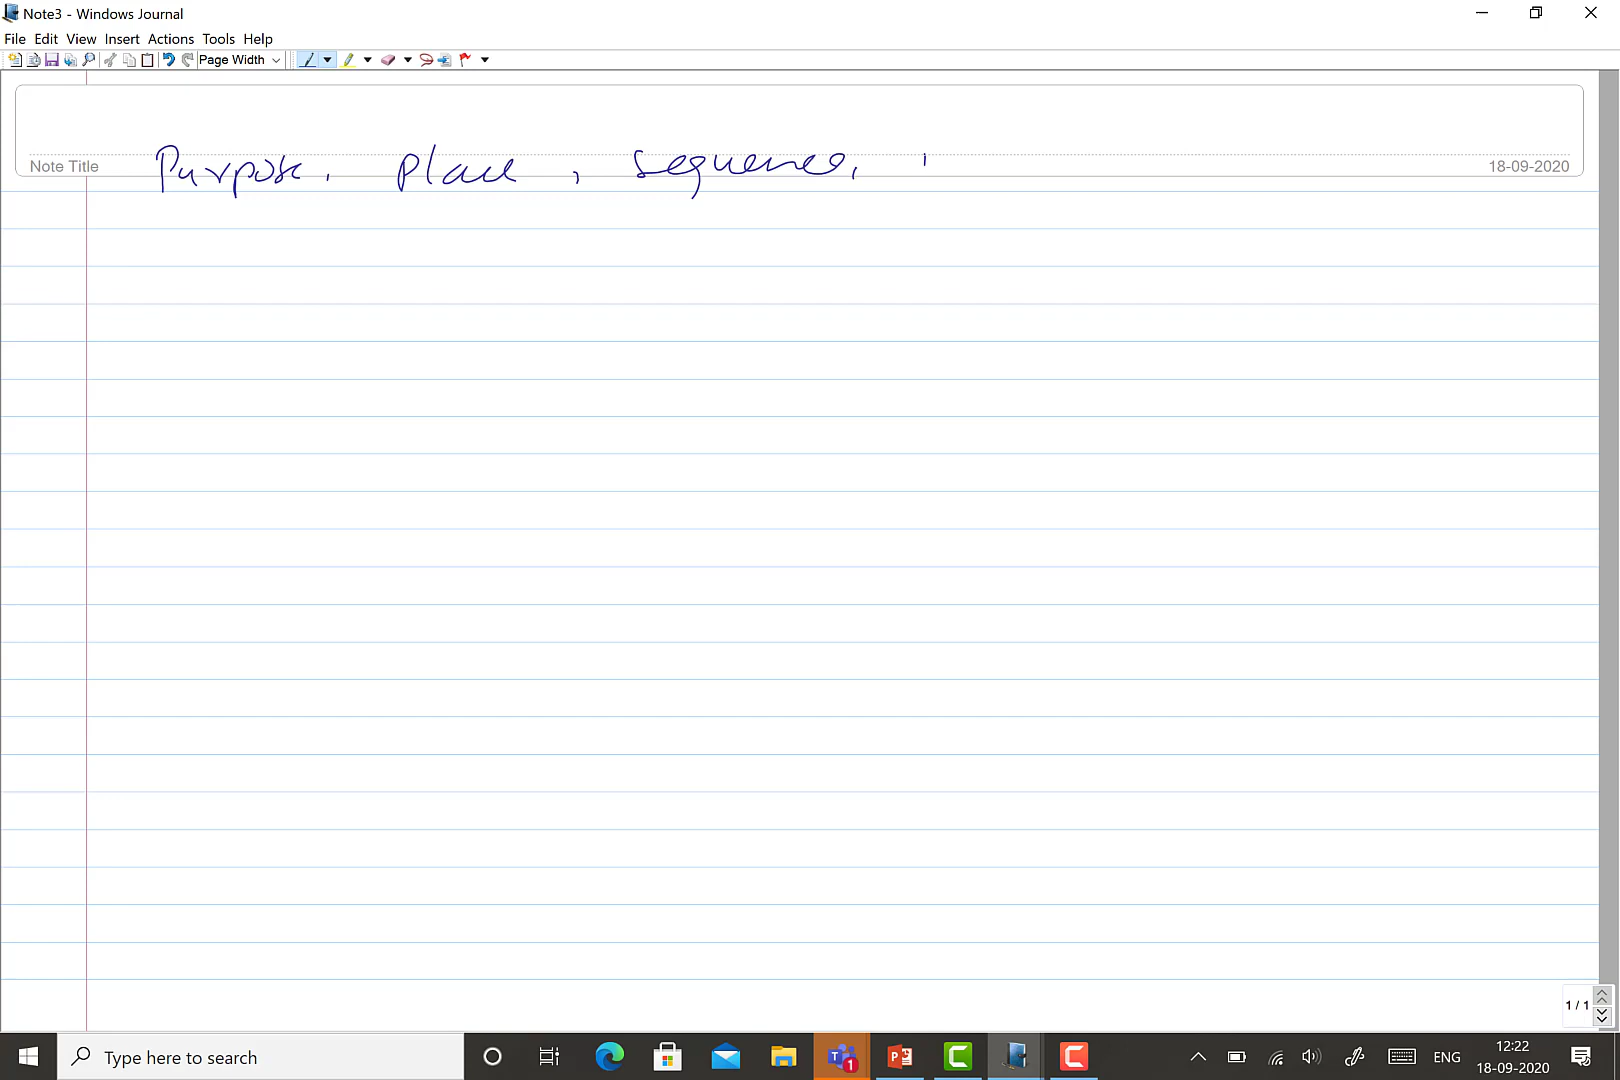 Note3 - Windows Journal
File Edit View Insert Actions Tools Help
Page Width
Note Title Purpose, Place, sequence, 18-09-2020
1 / 1
Type here to search
1
ENG
12:22
18-09-2020